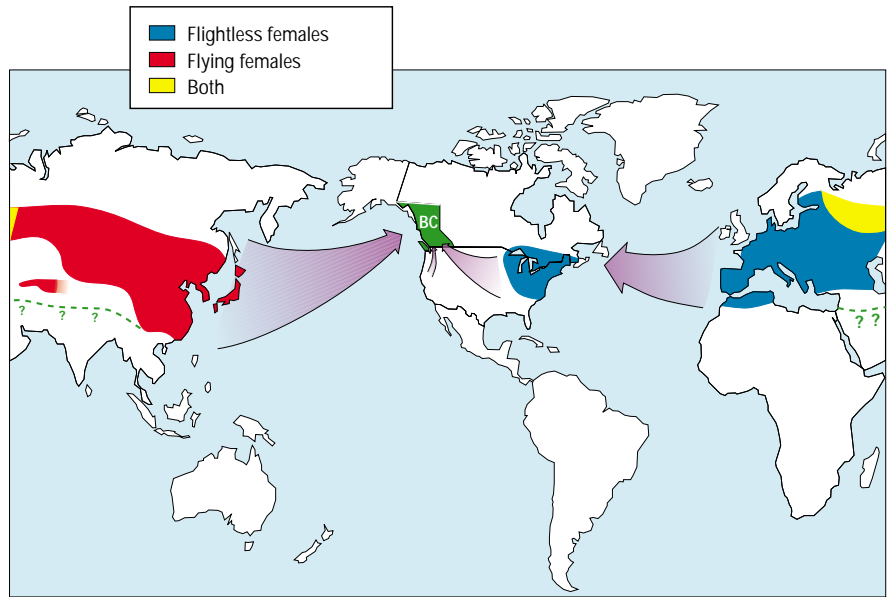 Flightless females
Flying females
Both
BC
? ? ?
? ?